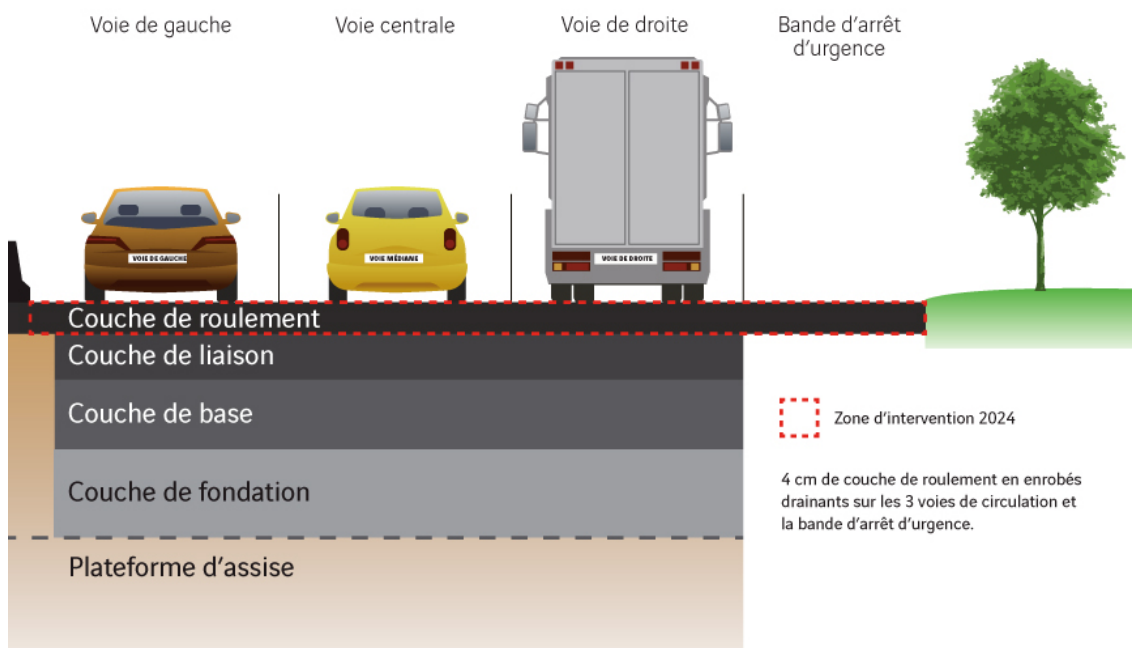 Voie de gauche
Voie centrale
Voie de droite
Bande d'arrêt
d'urgence
VOIE DE GAUCHE
VOIE MÉDIANE
VOIE DE DROITE
Couche de roulement
Couche de liaison
Couche de base
Couche de fondation
Plateforme d'assise
Zone d'intervention 2024
4 cm de couche de roulement en enrobés
drainants sur les 3 voies de circulation et
la bande d'arrêt d'urgence.